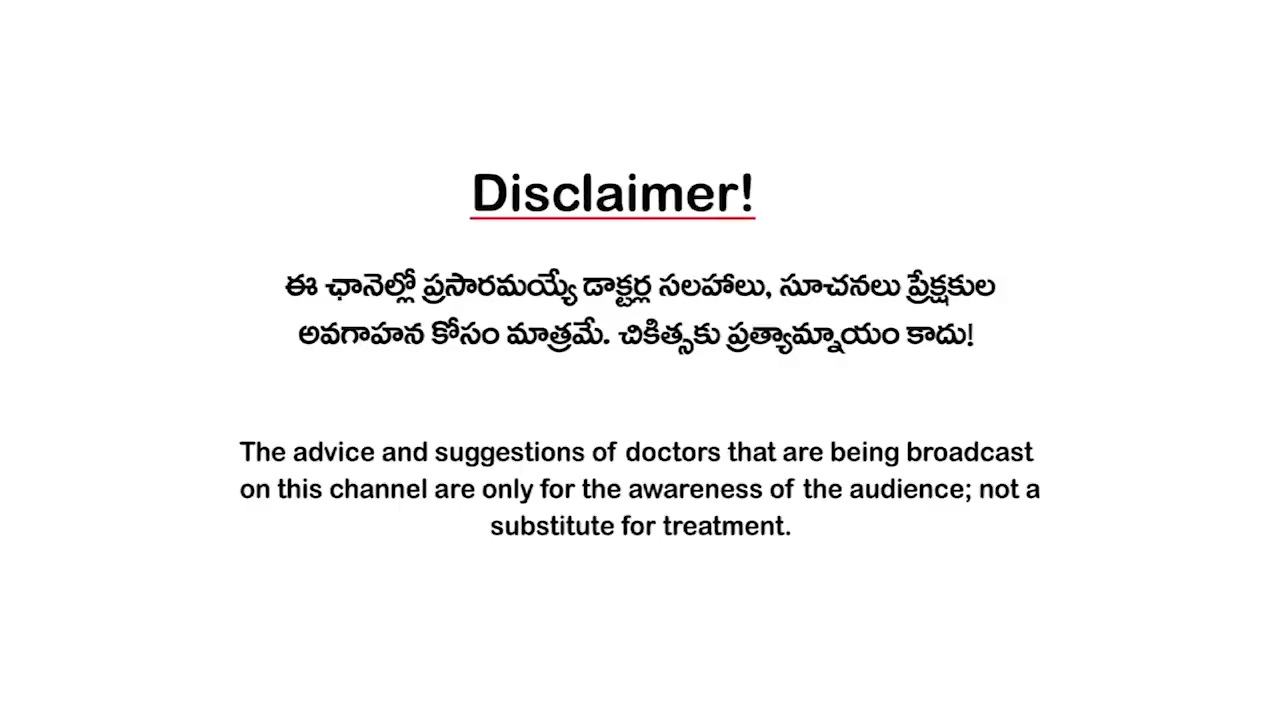 Disclaimer!
ఈ ఛానెల్లో ప్రసారమయ్యే డాక్టర్ల సలహాలు, సూచనలు ప్రేక్షకుల
అవగాహన కోసం మాత్రమే. చికిత్సకు ప్రత్యామ్నాయం కాదు!
The advice and suggestions of doctors that are being broadcast
on this channel are only for the awareness of the audience; not a
substitute for treatment.